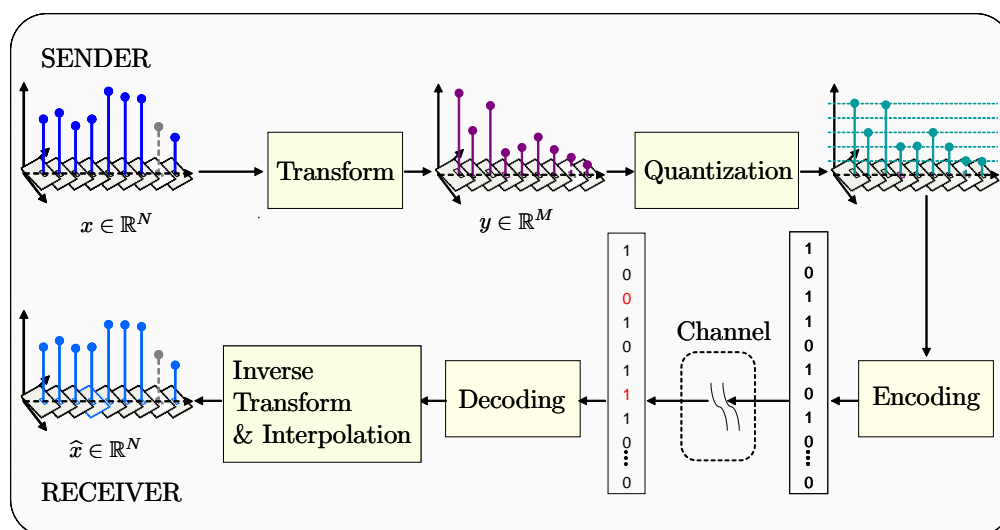 SENDER
Transform
Quantization
x ∈ ℝ^N
y ∈ ℝ^M
1
0
0
1
0
1
1
1
0
0
Channel
1
0
1
1
0
1
0
1
0
0
Encoding
Decoding
Inverse
Transform
& Interpolation
x̂ ∈ ℝ^N
RECEIVER